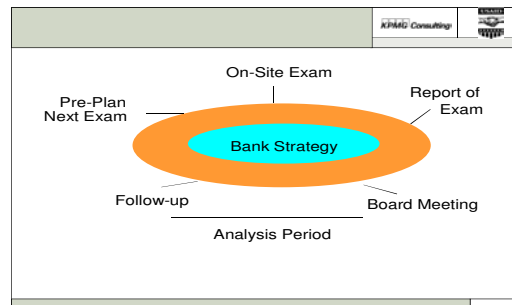 KPMG Consulting
On-Site Exam
Report of
Exam
Pre-Plan
Next Exam
Bank Strategy
Follow-up
Board Meeting
Analysis Period